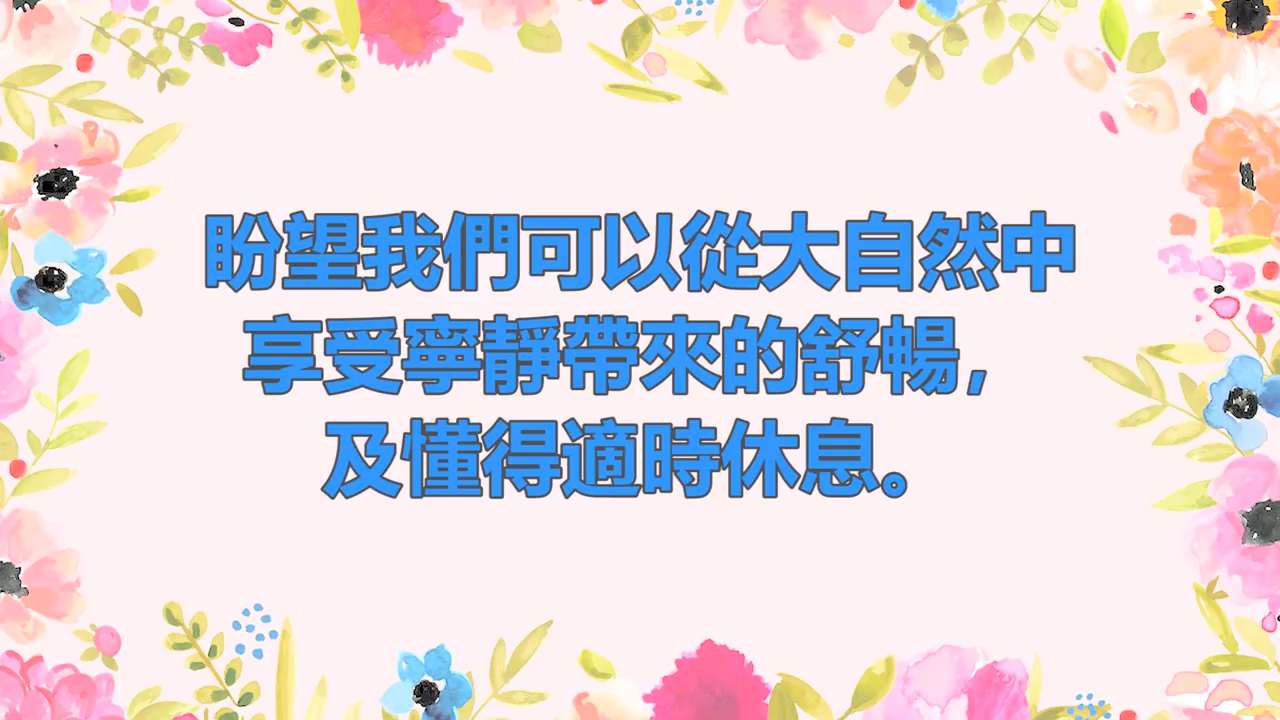 盼望我們可以從大自然中
享受寧靜帶來的舒暢，
及懂得適時休息。